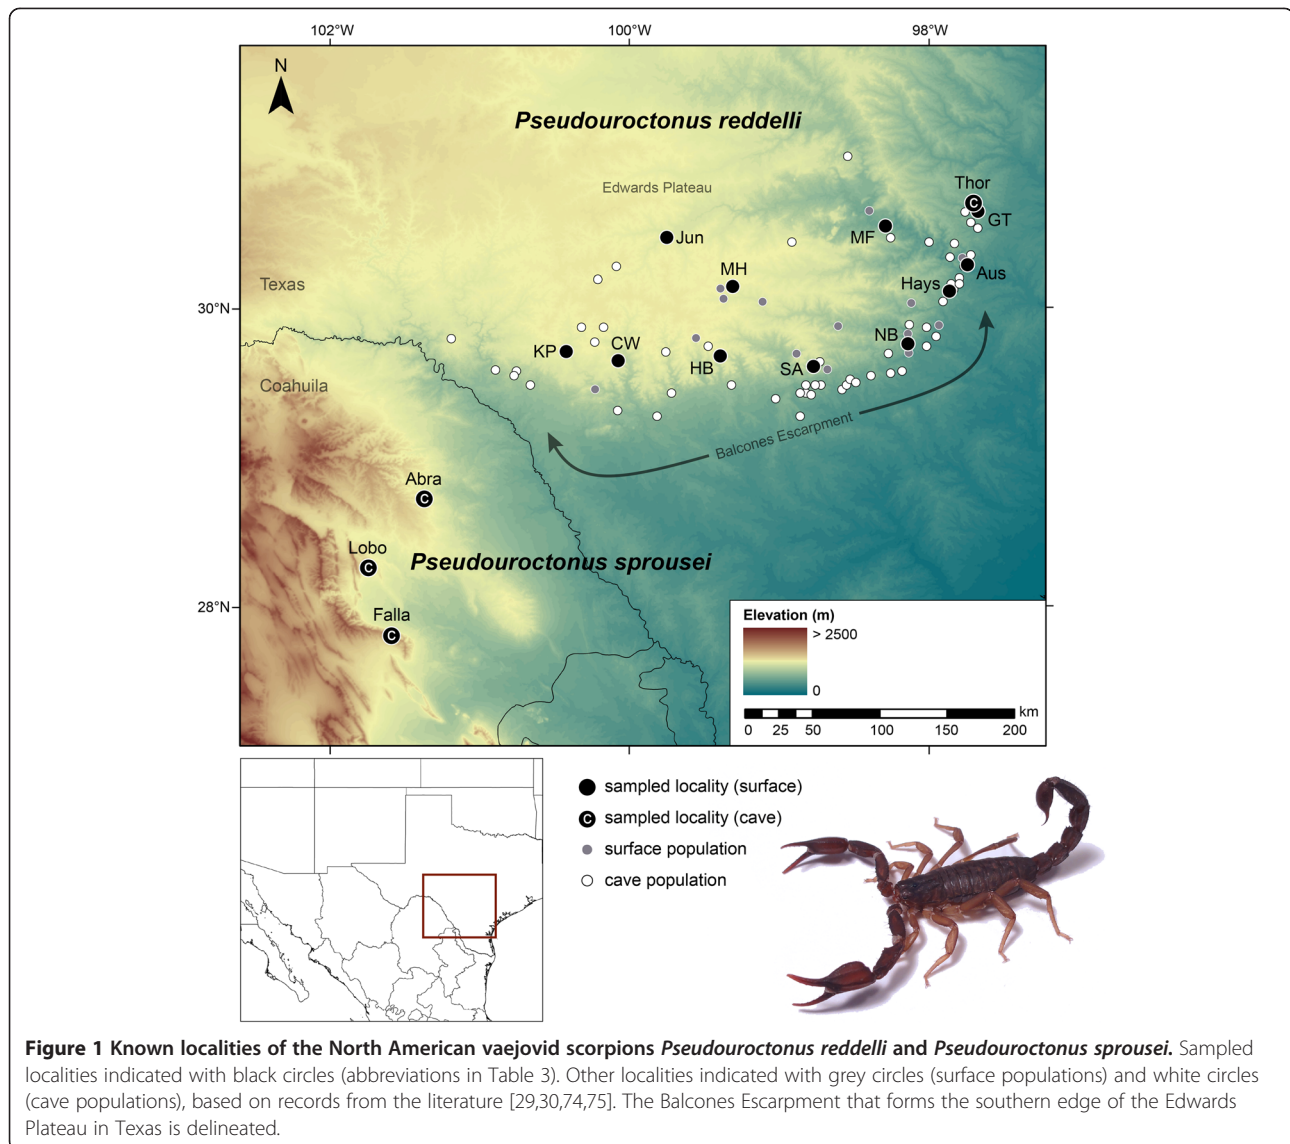 102°W 100°W 98°W
N
Pseudouroctonus reddelli
Edwards Plateau
Thor
C
GT
MF
Jun
Aus
MH
Hays
Texas
30°N
NB
CW
KP
HB
SA
Coahuila
Balcones Escarpment
Abra
C
Lobo
C
Pseudouroctonus sprousei
28°N
Falla
C
Elevation (m)
> 2500
0
km
0 25 50 100 150 200
sampled locality (surface)
C sampled locality (cave)
surface population
cave population
Figure 1 Known localities of the North American vaejovid scorpions Pseudouroctonus reddelli and Pseudouroctonus sprousei. Sampled
localities indicated with black circles (abbreviations in Table 3). Other localities indicated with grey circles (surface populations) and white circles
(cave populations), based on records from the literature [29,30,74,75]. The Balcones Escarpment that forms the southern edge of the Edwards
Plateau in Texas is delineated.